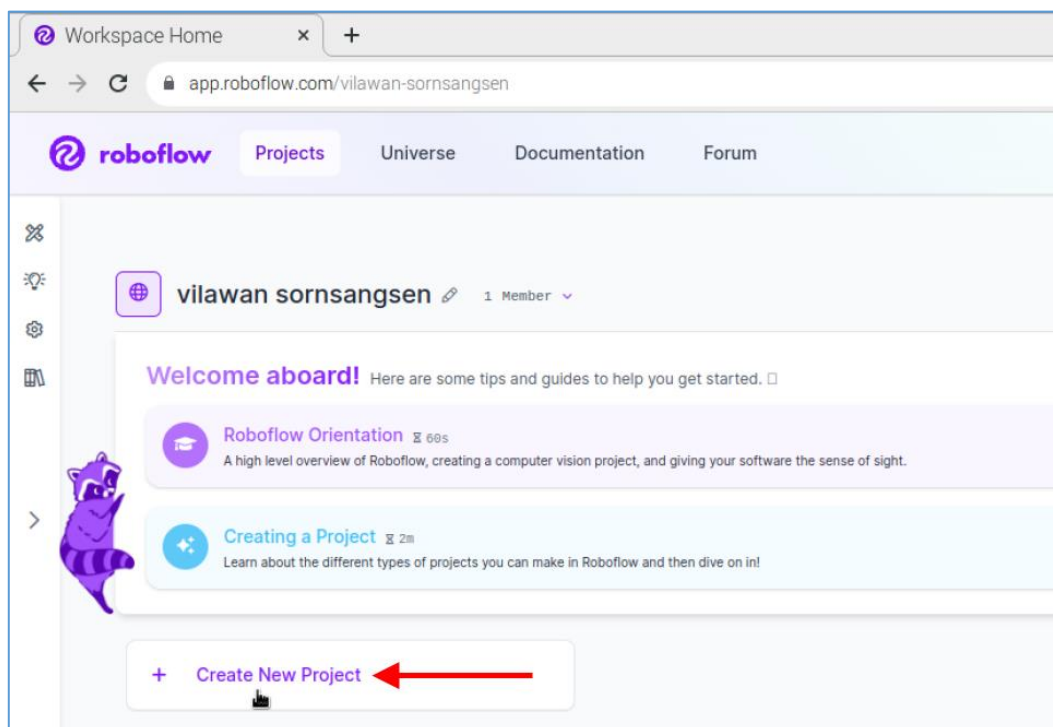 Workspace Home
app.roboflow.com/vilawan-sornsangsen
roboflow Projects Universe Documentation Forum
vilawan sornsangsen 1 Member
Welcome aboard! Here are some tips and guides to help you get started.
Roboflow Orientation 60s
A high level overview of Roboflow, creating a computer vision project, and giving your software the sense of sight.
Creating a Project 2m
Learn about the different types of projects you can make in Roboflow and then dive on in!
+ Create New Project